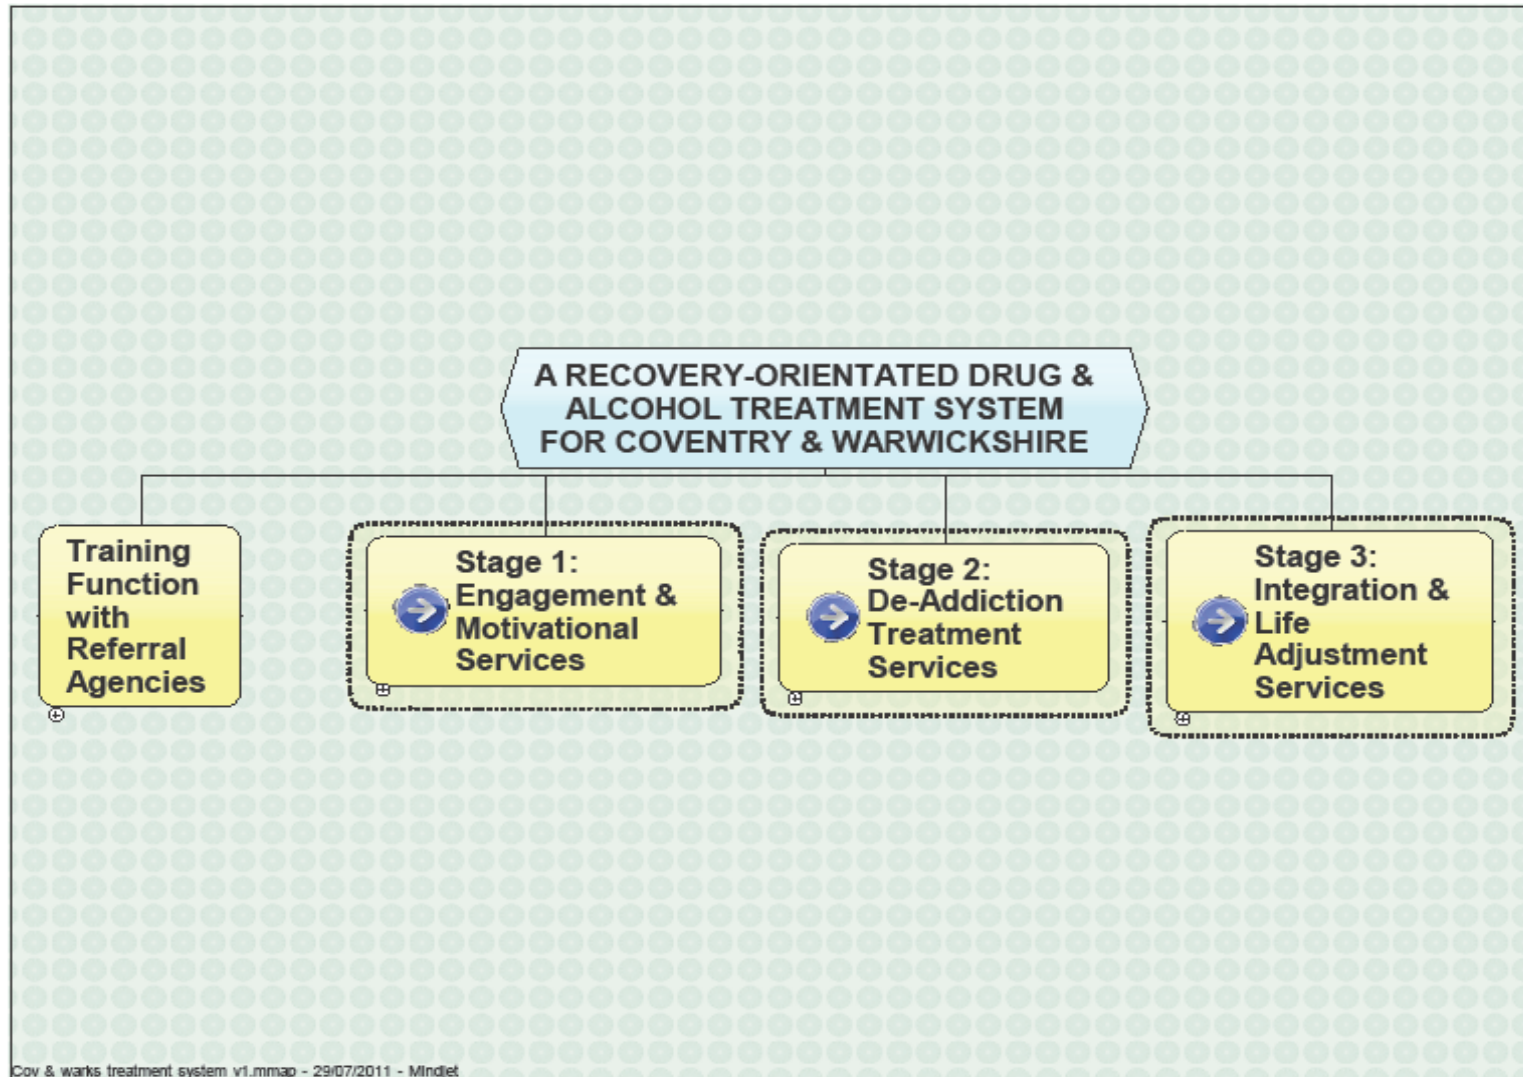 A RECOVERY-ORIENTATED DRUG &
ALCOHOL TREATMENT SYSTEM
FOR COVENTRY & WARWICKSHIRE
Training
Function
with
Referral
Agencies
Stage 1:
Engagement &
Motivational
Services
Stage 2:
De-Addiction
Treatment
Services
Stage 3:
Integration &
Life
Adjustment
Services
Cov & warks treatment system v1.mmap - 29/07/2011 - Mindjet